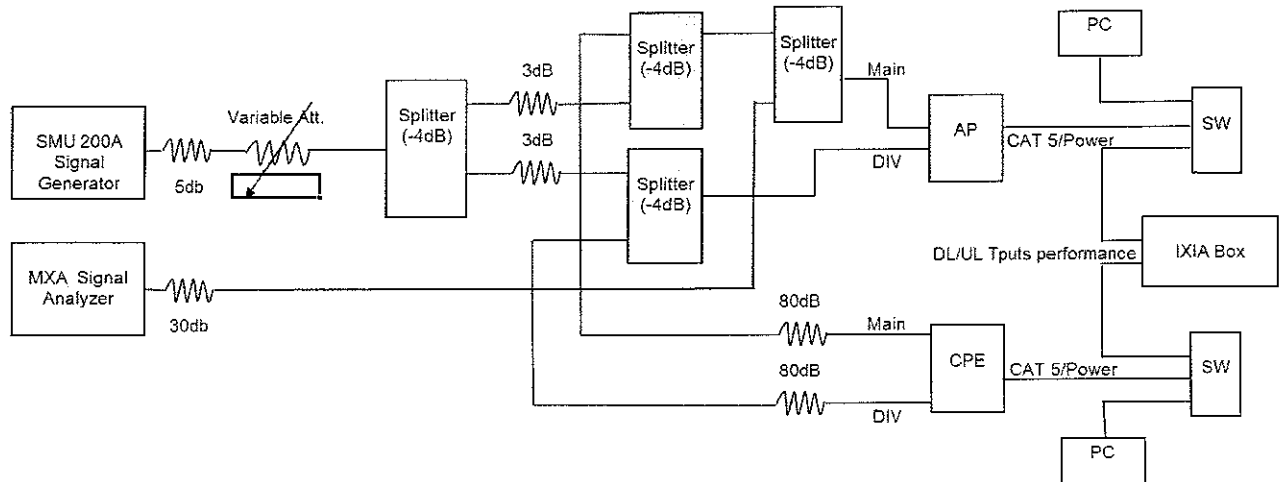 SMU 200A
Signal
Generator
5db
Variable Att.
Splitter
(-4dB)
3dB
3dB
Splitter
(-4dB)
Splitter
(-4dB)
Splitter
(-4dB)
Main
DIV
AP
CAT 5/Power
PC
SW
MXA Signal
Analyzer
30db
DL/UL Tputs performance
IXIA Box
80dB
Main
80dB
DIV
CPE
CAT 5/Power
SW
PC